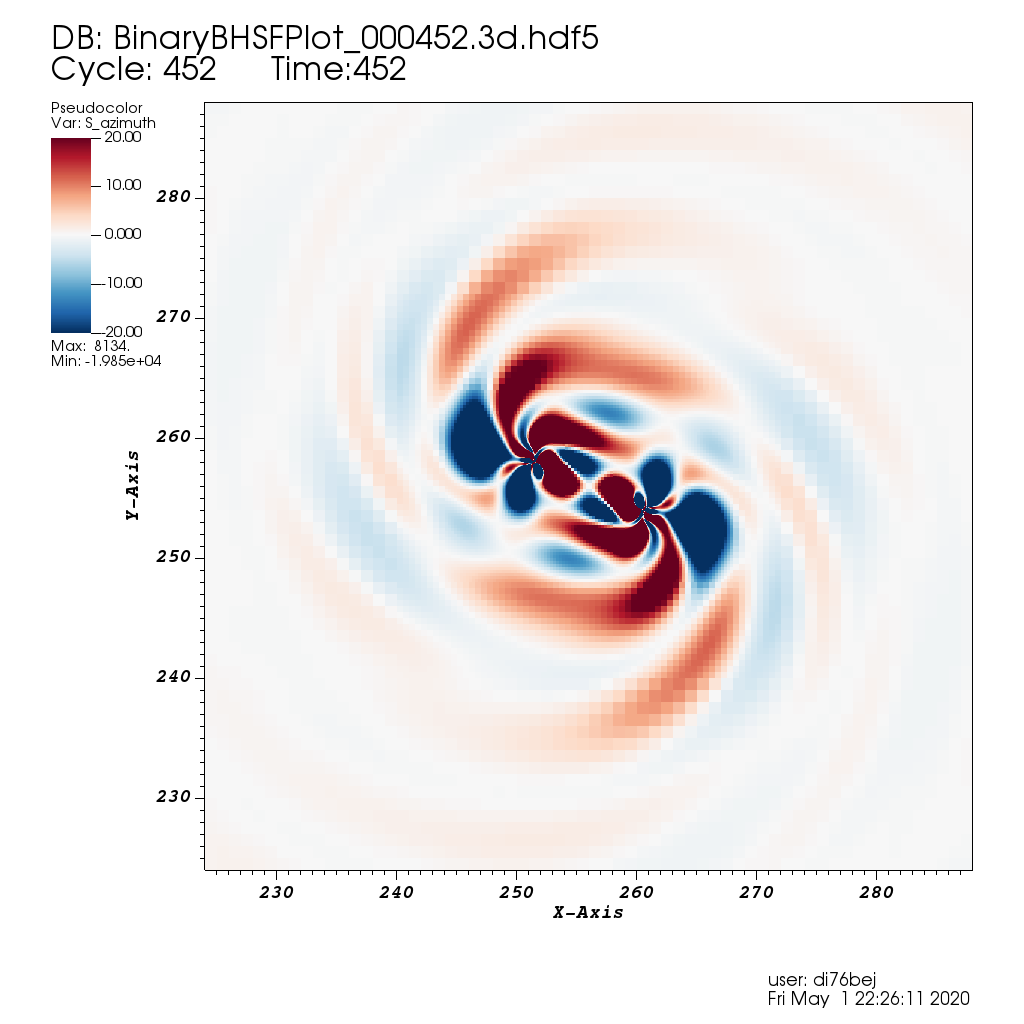 DB: BinaryBHSFPlot_000452.3d.hdf5
Cycle: 452 Time:452
Pseudocolor
Var: S_azimuth
20.00
10.00
0.000
-10.00
-20.00
Max: 8134.
Min: -1.985e+04
280
270
260
250
240
230
Y-Axis
230 240 250 260 270 280
X-Axis
user: di76bej
Fri May 1 22:26:11 2020